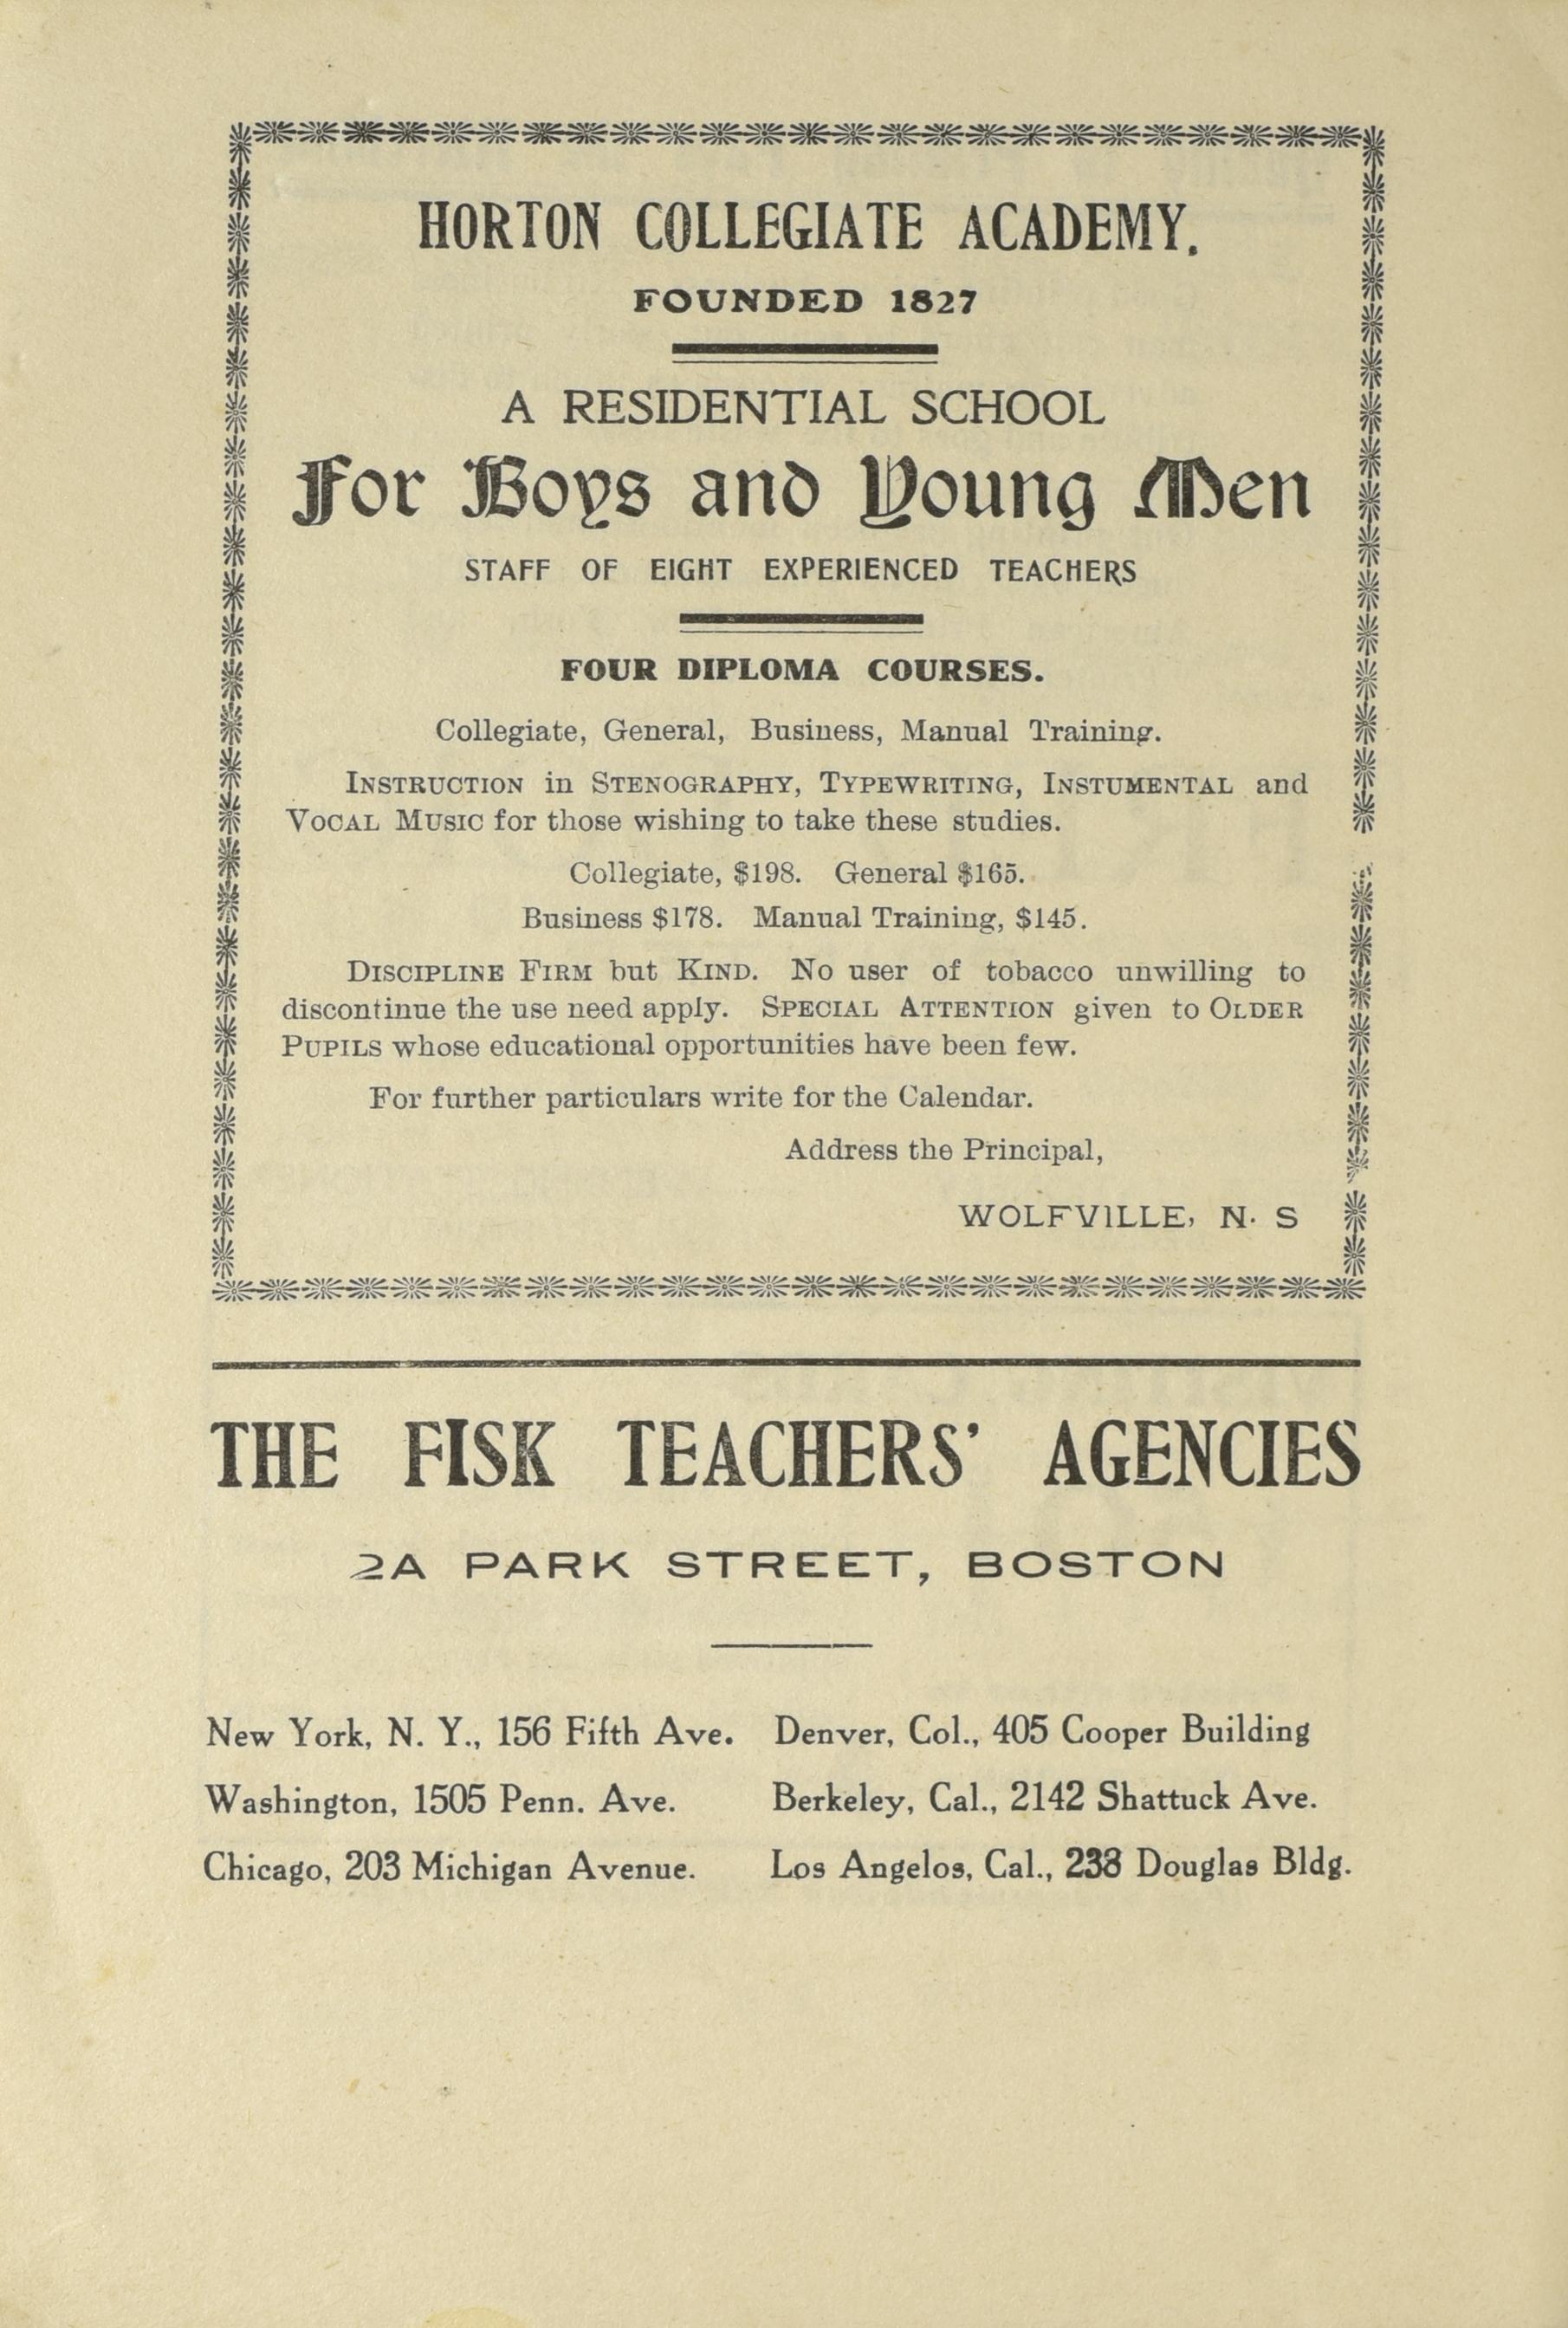 HORTON COLLEGIATE ACADEMY.
FOUNDED 1827
A RESIDENTIAL SCHOOL
For Boys and Young Men
STAFF OF EIGHT EXPERIENCED TEACHERS
FOUR DIPLOMA COURSES.
Collegiate, General, Business, Manual Training.
INSTRUCTION in STENOGRAPHY, TYPEWRITING, INSTUMENTAL and
VOCAL MUSIC for those wishing to take these studies.
Collegiate, $198. General $165.
Business $178. Manual Training, $145.
DISCIPLINE FIRM but KIND. No user of tobacco unwilling to
discontinue the use need apply. SPECIAL ATTENTION given to OLDER
PUPILS whose educational opportunities have been few.
For further particulars write for the Calendar.
Address the Principal,
WOLFVILLE, N. S
THE FISK TEACHERS' AGENCIES
2A PARK STREET, BOSTON
New York, N. Y., 156 Fifth Ave. Denver, Col., 405 Cooper Building
Washington, 1505 Penn. Ave. Berkeley, Cal., 2142 Shattuck Ave.
Chicago, 203 Michigan Avenue. Los Angelos, Cal., 238 Douglas Bldg.